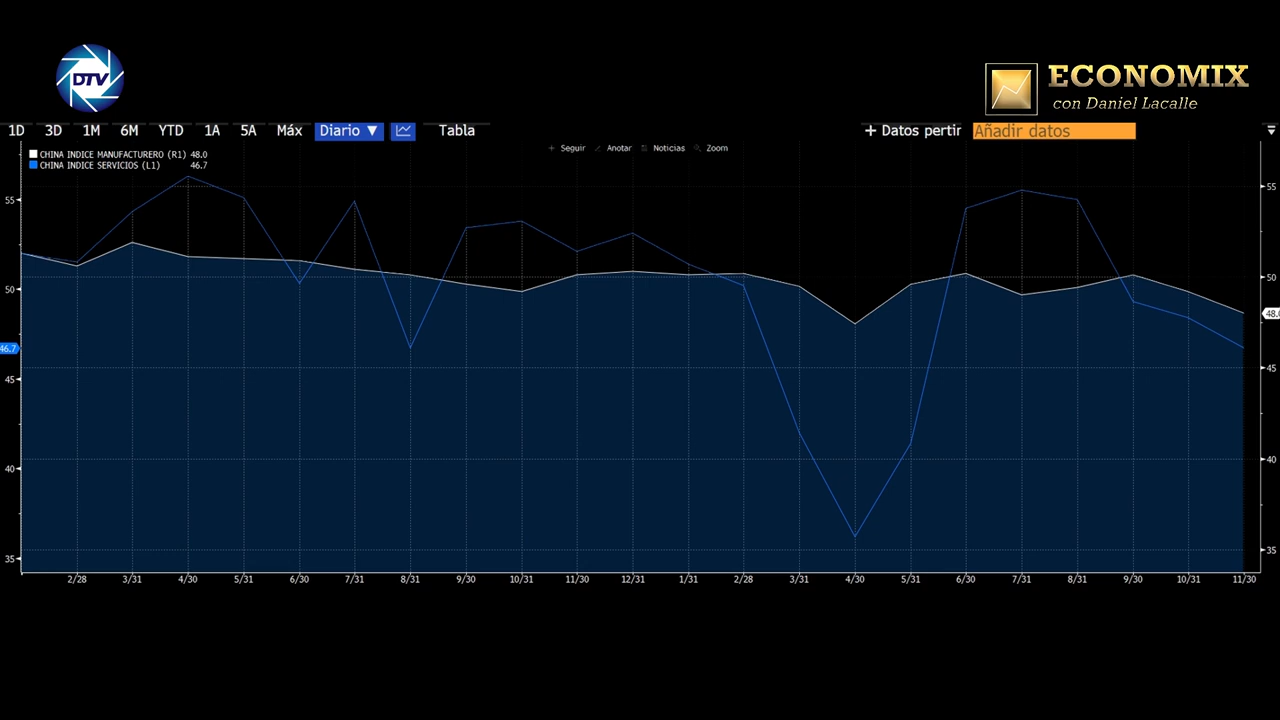 DTV
ECONOMIX
con Daniel Lacalle
1D 3D 1M 6M YTD 1A 5A Máx Diario ▼ Tabla + Datos pertir Añadir datos
+ Seguir Anotar Noticias Zoom
CHINA INDICE MANUFACTURERO (R1) 48.0
CHINA INDICE SERVICIOS (L1) 46.7
55 55
50 50
48.0
46.7
45 45
40 40
35 35
2/28 3/31 4/30 5/31 6/30 7/31 8/31 9/30 10/31 11/30 12/31 1/31 2/28 3/31 4/30 5/31 6/30 7/31 8/31 9/30 10/31 11/30